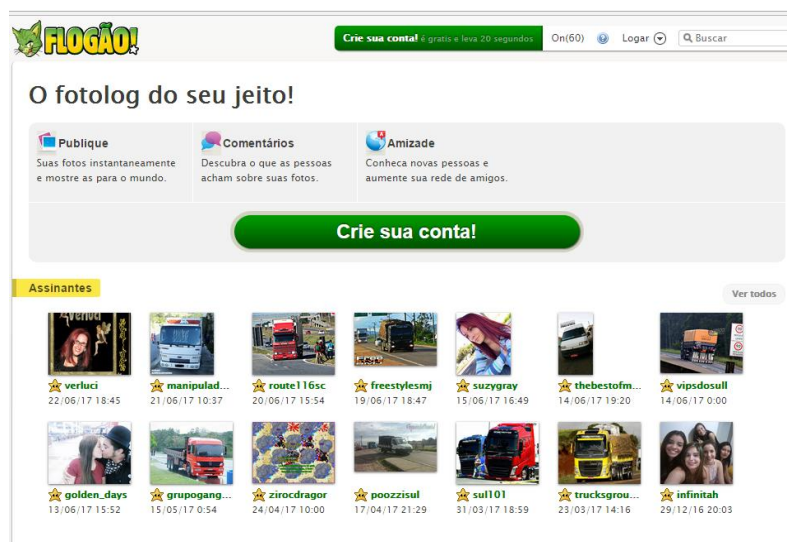 FLOGÃO!
Crie sua conta! é gratis e leva 20 segundos
On(60)
Logar
Buscar
O fotolog do seu jeito!
Publique
Suas fotos instantaneamente
e mostre as para o mundo.
Comentários
Descubra o que as pessoas
acham sobre suas fotos.
Amizade
Conheca novas pessoas e
aumente sua rede de amigos.
Crie sua conta!
Assinantes
Ver todos
verluci
22/06/17 18:45
manipulad...
21/06/17 10:37
route116sc
20/06/17 15:54
freestylesmj
19/06/17 18:47
suzygray
15/06/17 16:49
thebestofm...
14/06/17 19:20
vipsdosull
14/06/17 0:00
golden_days
13/06/17 15:52
grupogang...
15/05/17 0:54
zirocdragor
24/04/17 10:00
poozzisul
17/04/17 21:29
sul101
31/03/17 18:59
trucksgrou...
23/03/17 14:16
infinitah
29/12/16 20:03